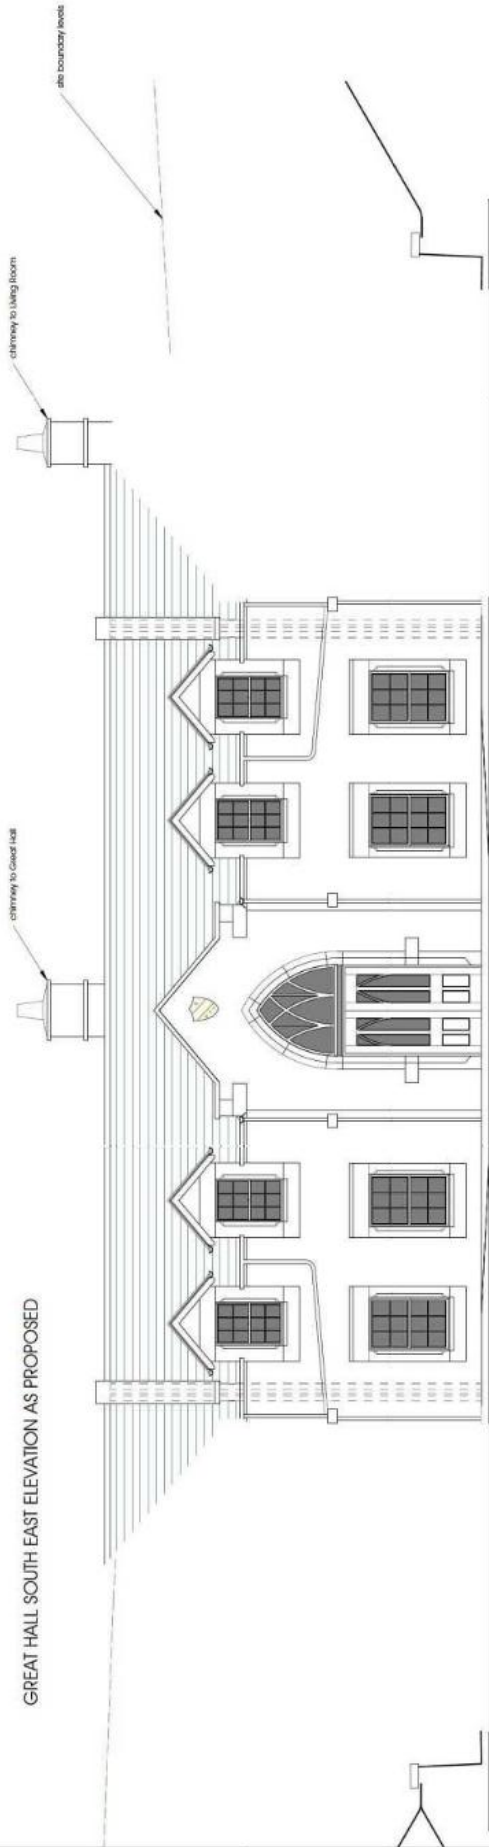 GREAT HALL SOUTH EAST ELEVATION AS PROPOSED
chimney to Great Hall
chimney to Living Room
site boundary levels